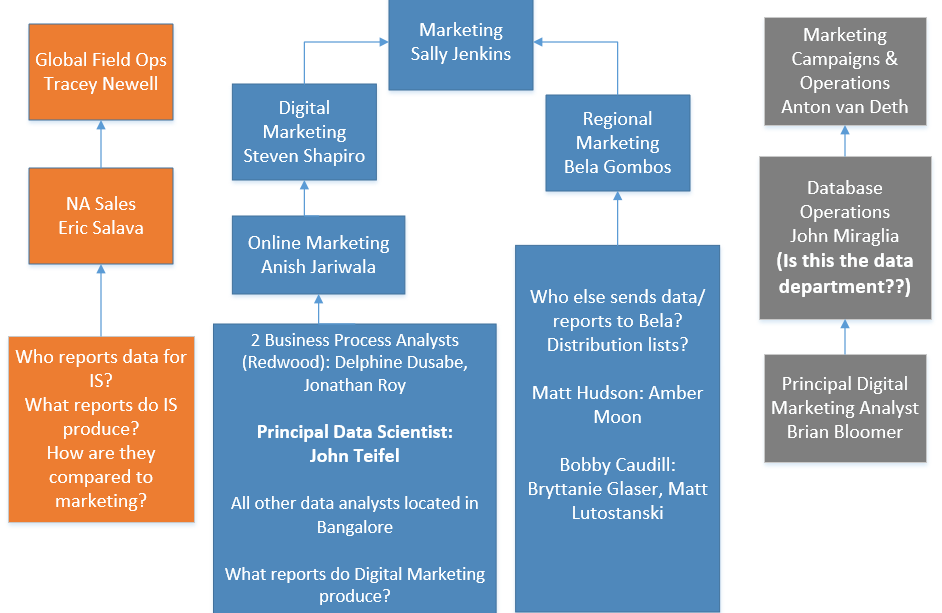 Global Field Ops
Tracey Newell
NA Sales
Eric Salava
Who reports data for
IS?
What reports do IS
produce?
How are they
compared to
marketing?
Marketing
Sally Jenkins
Digital
Marketing
Steven Shapiro
Online Marketing
Anish Jariwala
2 Business Process Analysts
(Redwood): Delphine Dusabe,
Jonathan Roy
Principal Data Scientist:
John Teifel
All other data analysts located in
Bangalore
What reports do Digital Marketing
produce?
Regional
Marketing
Bela Gombos
Who else sends data/
reports to Bela?
Distribution lists?
Matt Hudson: Amber
Moon
Bobby Caudill:
Bryttanie Glaser, Matt
Lutostanski
Marketing
Campaigns &
Operations
Anton van Deth
Database
Operations
John Miraglia
(Is this the data
department??)
Principal Digital
Marketing Analyst
Brian Bloomer